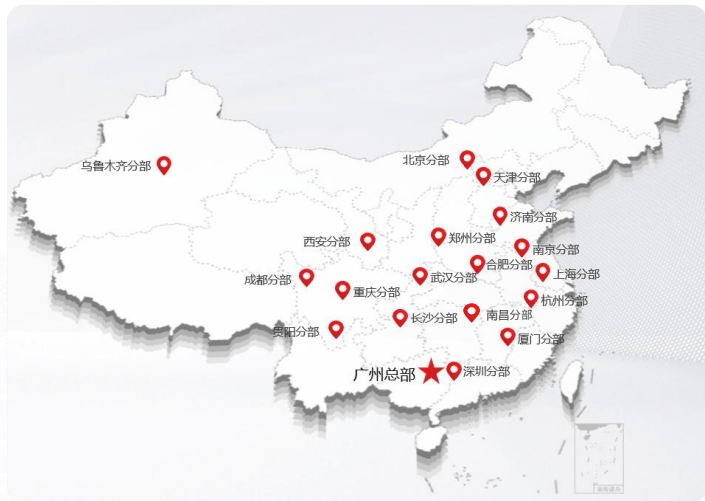 北京分部
乌鲁木齐分部
天津分部
济南分部
西安分部
郑州分部
南京分部
合肥分部
上海分部
成都分部
武汉分部
重庆分部
杭州分部
长沙分部
南昌分部
贵阳分部
厦门分部
广州总部
深圳分部